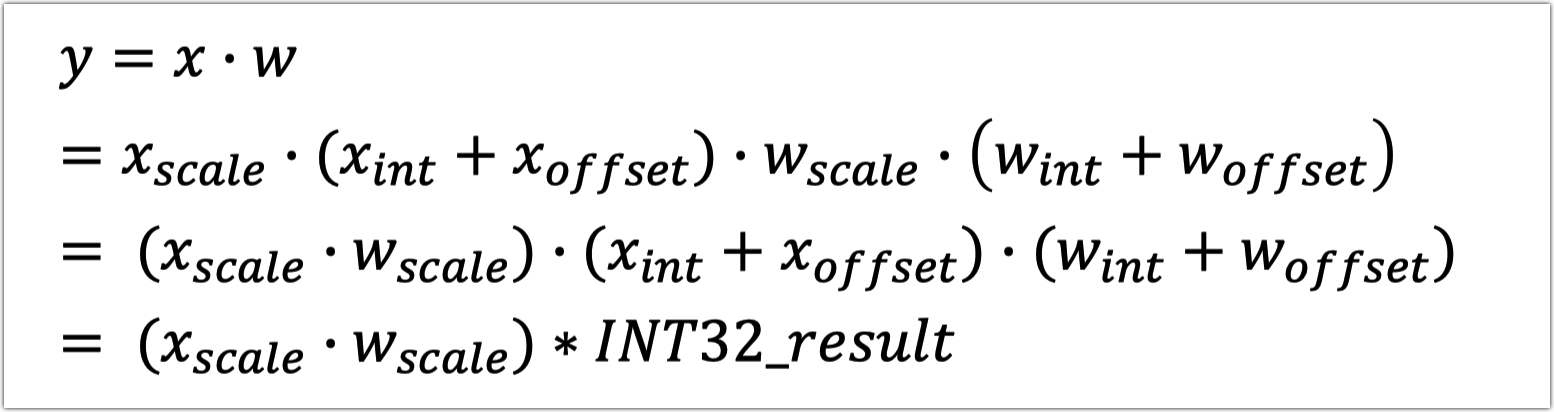 y = x · w
= x_scale · (x_int + x_offset) · w_scale · (w_int + w_offset)
= (x_scale · w_scale) · (x_int + x_offset) · (w_int + w_offset)
= (x_scale · w_scale) * INT32_result